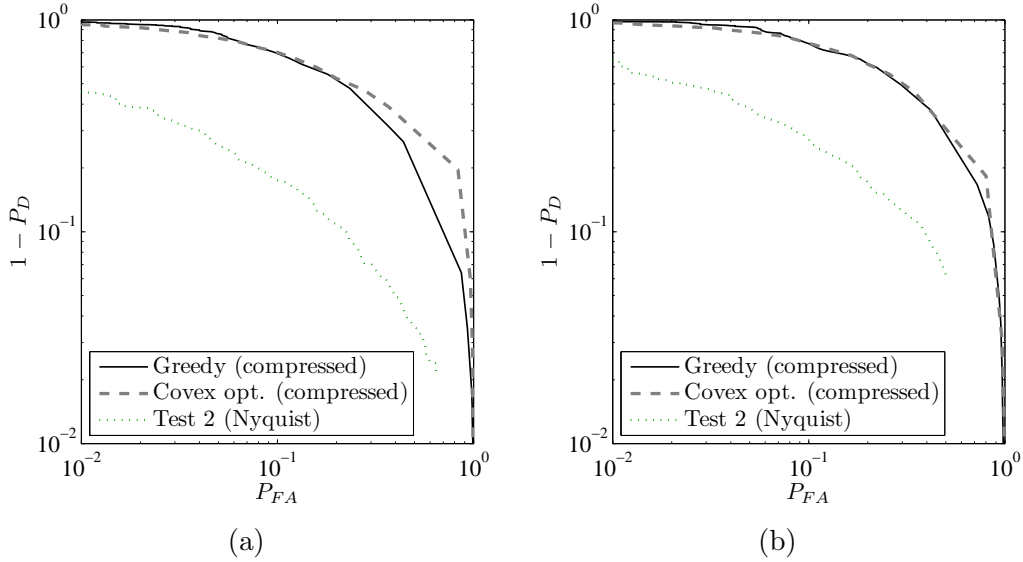 10^0
10^-1
10^-2
1 − P_D
Greedy (compressed)
Covex opt. (compressed)
Test 2 (Nyquist)
10^-2 10^-1 10^0
P_FA
(a)
10^0
10^-1
10^-2
1 − P_D
Greedy (compressed)
Covex opt. (compressed)
Test 2 (Nyquist)
10^-2 10^-1 10^0
P_FA
(b)